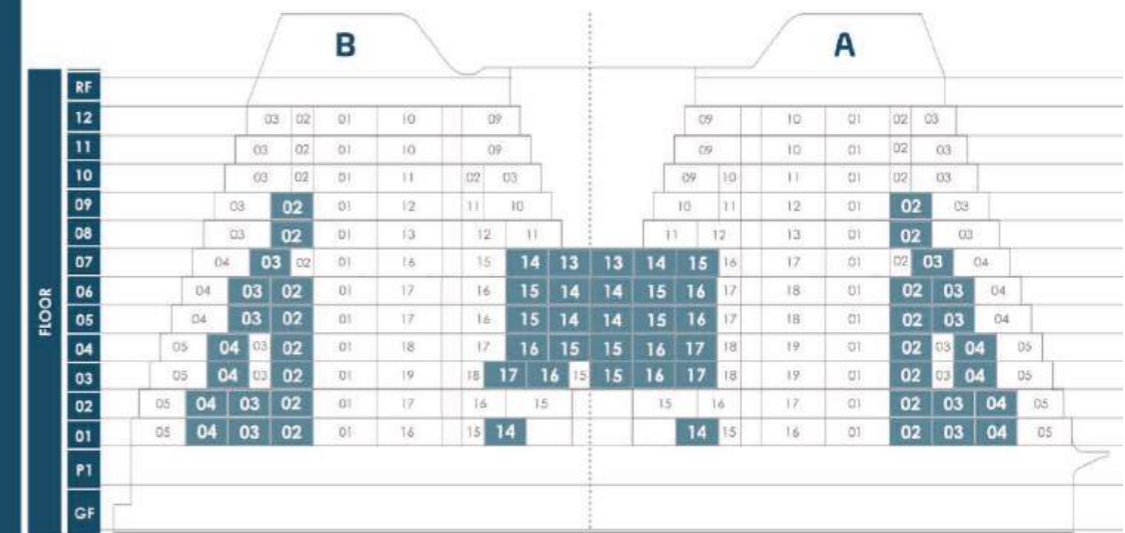 B A
RF
12 03 02 01 10 09 09 10 01 02 03
11 03 02 01 10 09 09 10 01 02 03
10 03 02 01 11 02 03 09 10 11 01 02 03
09 03 02 01 12 11 10 10 11 12 01 02 03
08 03 02 01 13 12 11 11 12 13 01 02 03
07 04 03 02 01 16 15 14 13 13 14 15 16 17 01 02 03 04
06 04 03 02 01 17 16 15 14 14 15 16 17 18 01 02 03 04
05 04 03 02 01 17 16 15 14 14 15 16 17 18 01 02 03 04
04 05 04 03 02 01 18 17 16 15 15 16 17 18 19 01 02 03 04 05
03 05 04 03 02 01 19 18 17 16 15 15 16 17 18 19 01 02 03 04 05
02 05 04 03 02 01 17 16 15 15 16 17 01 02 03 04 05
01 05 04 03 02 01 16 15 14 14 15 16 01 02 03 04 05
P1
GF
FLOOR